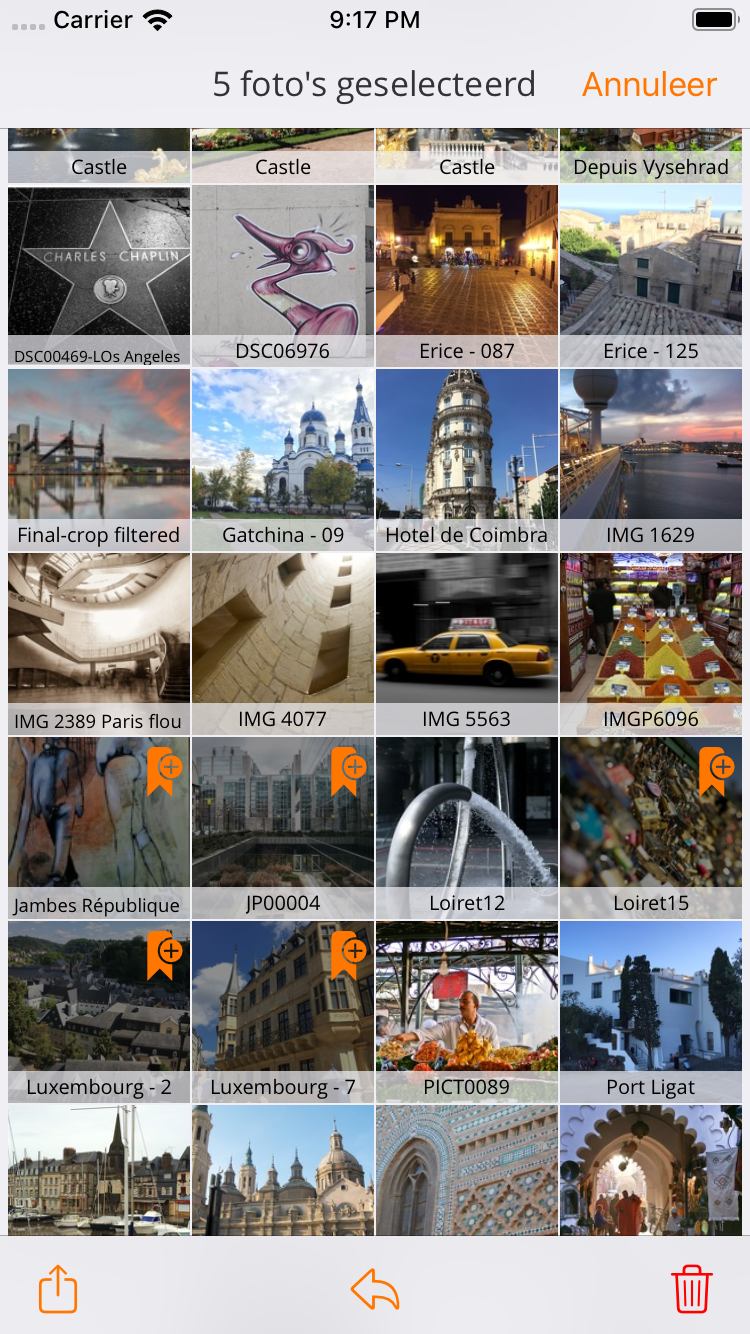 Carrier 9:17 PM
5 foto's geselecteerd Annuleer
Castle Castle Castle Depuis Vysehrad
CHARLES CHAPLIN
DSC00469-LOs Angeles DSC06976 Erice - 087 Erice - 125
Final-crop filtered Gatchina - 09 Hotel de Coimbra IMG 1629
IMG 2389 Paris flou IMG 4077 IMG 5563 IMGP6096
Jambes République JP00004 Loiret12 Loiret15
Luxembourg - 2 Luxembourg - 7 PICT0089 Port Ligat